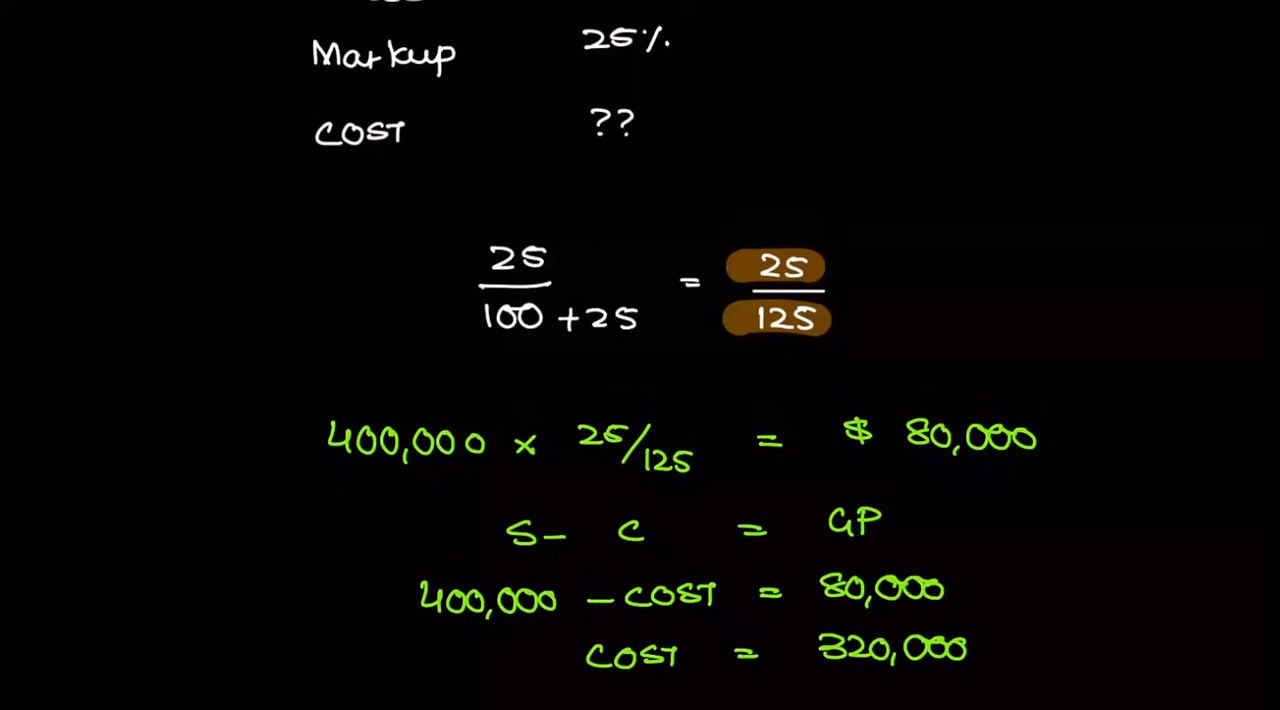 Markup 25%.
COST ??
25
100 + 25
=
25
125
400,000 × 25/125 = $ 80,000
S - C = GP
400,000 - COST = 80,000
COST = 320,000